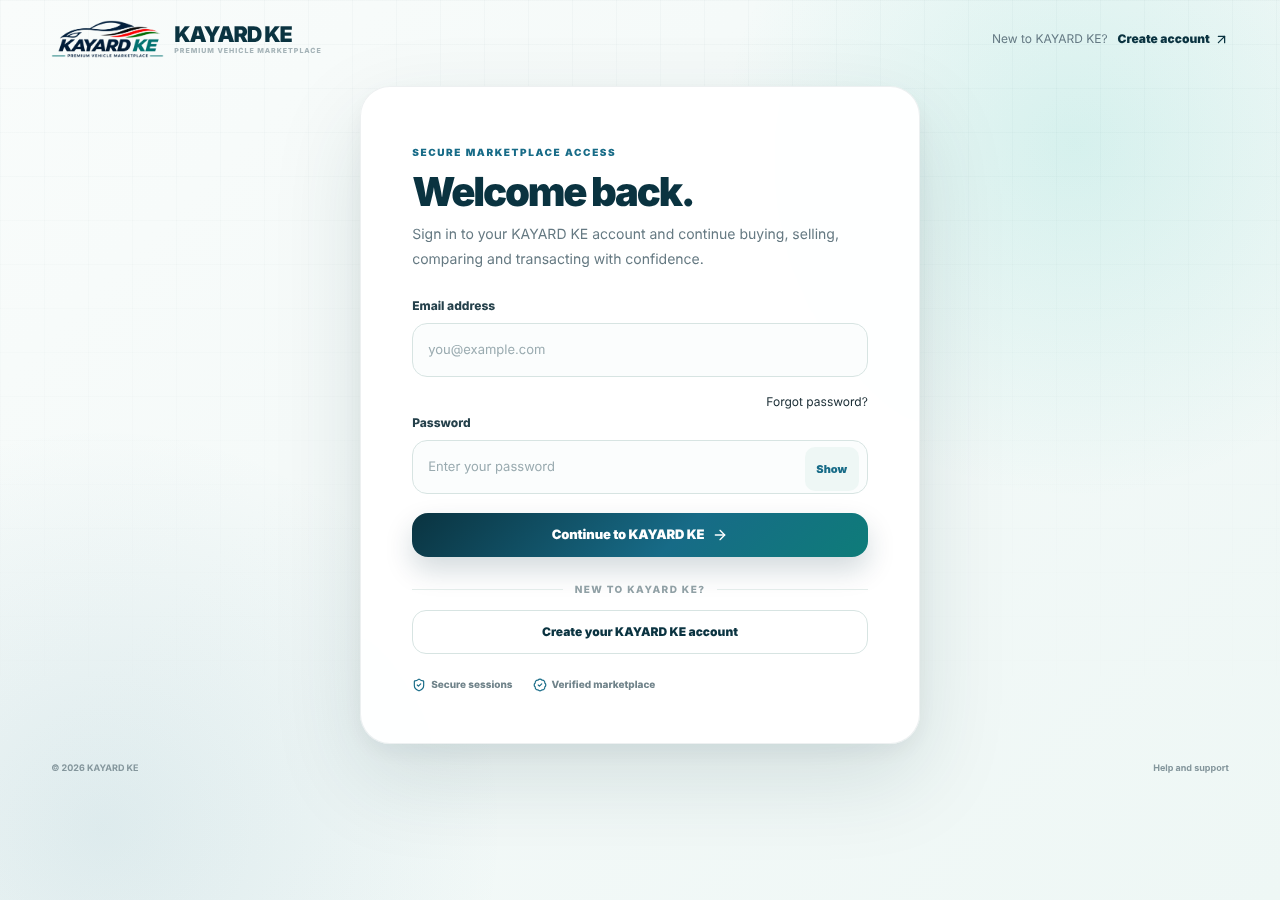 KAYARD KE
PREMIUM VEHICLE MARKETPLACE
KAYARD KE
PREMIUM VEHICLE MARKETPLACE
New to KAYARD KE? Create account
SECURE MARKETPLACE ACCESS
Welcome back.
Sign in to your KAYARD KE account and continue buying, selling,
comparing and transacting with confidence.
Email address
you@example.com
Forgot password?
Password
Enter your password
Show
Continue to KAYARD KE
NEW TO KAYARD KE?
Create your KAYARD KE account
Secure sessions
Verified marketplace
© 2026 KAYARD KE
Help and support